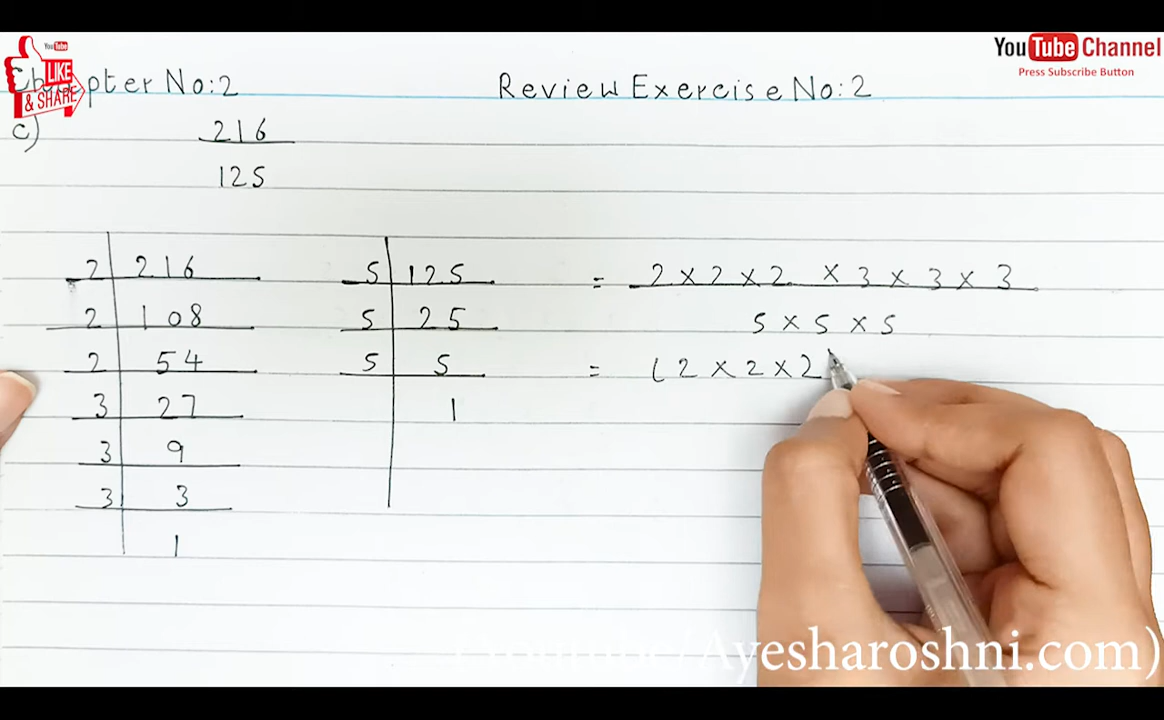 YouTube Channel
Press Subscribe Button
YouTube
LIKE
& SHARE
Chapter No:2 Review Exercise No:2
c) 216
125
2 216
2 108
2 54
3 27
3 9
3 3
1
5 125
5 25
5 5
1
= 2 × 2 × 2 × 3 × 3 × 3
5 × 5 × 5
= (2 × 2 × 2
Ayesharoshni.com)